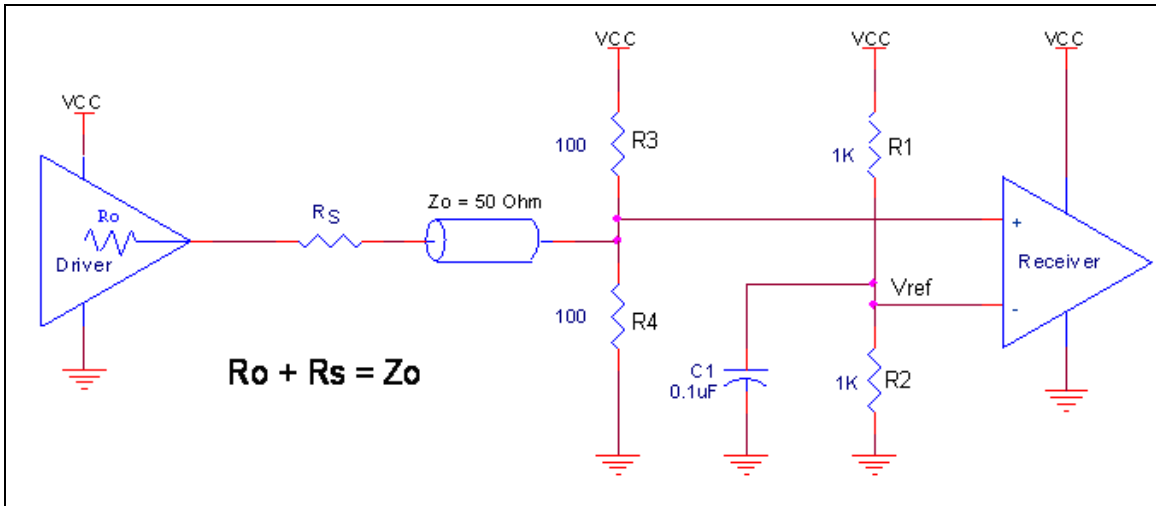 VCC
VCC
VCC
VCC
100
R3
1K
R1
Ro
Driver
RS
Zo = 50 Ohm
+
Receiver
Vref
-
100
R4
Ro + Rs = Zo
C1
0.1uF
1K
R2